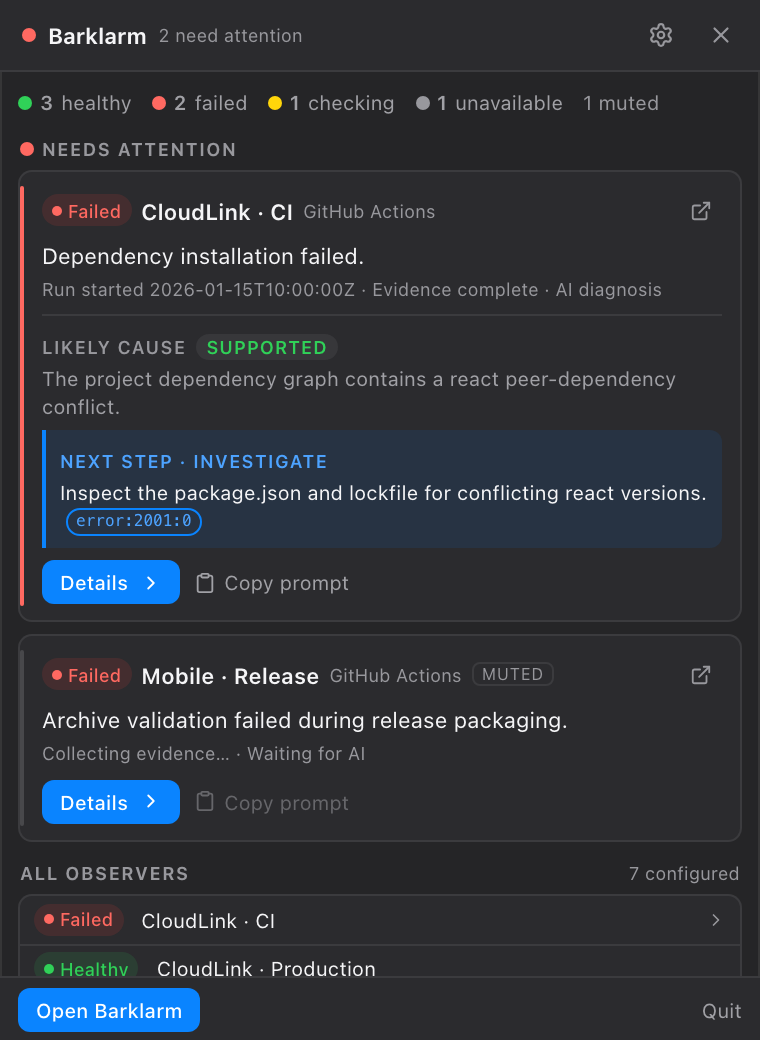 Barklarm 2 need attention
3 healthy 2 failed 1 checking 1 unavailable 1 muted
NEEDS ATTENTION
Failed CloudLink · CI GitHub Actions
Dependency installation failed.
Run started 2026-01-15T10:00:00Z · Evidence complete · AI diagnosis
LIKELY CAUSE SUPPORTED
The project dependency graph contains a react peer-dependency
conflict.
NEXT STEP · INVESTIGATE
Inspect the package.json and lockfile for conflicting react versions.
error:2001:0
Details Copy prompt
Failed Mobile · Release GitHub Actions MUTED
Archive validation failed during release packaging.
Collecting evidence… · Waiting for AI
Details Copy prompt
ALL OBSERVERS 7 configured
Failed CloudLink · CI
Healthy CloudLink · Production
Open Barklarm Quit